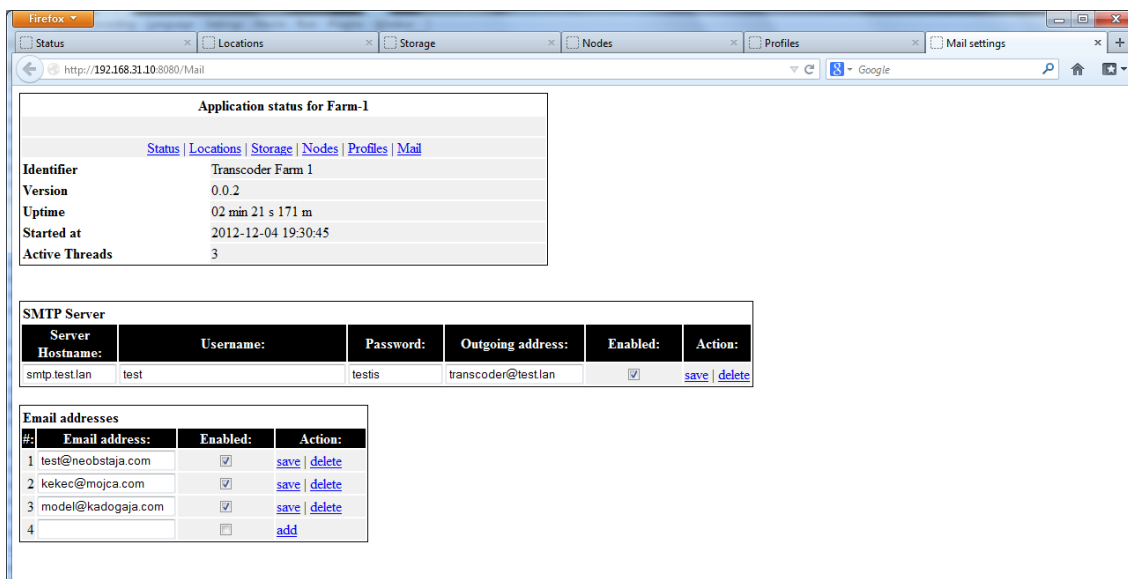 Firefox
Status Locations Storage Nodes Profiles Mail settings
http://192.168.31.10:8080/Mail Google
Application status for Farm-1
Status | Locations | Storage | Nodes | Profiles | Mail
Identifier Transcoder Farm 1
Version 0.0.2
Uptime 02 min 21 s 171 m
Started at 2012-12-04 19:30:45
Active Threads 3
SMTP Server
Server Hostname: Username: Password: Outgoing address: Enabled: Action:
smtp.test.lan test testis transcoder@test.lan save | delete
Email addresses
#: Email address: Enabled: Action:
1 test@neobstaja.com save | delete
2 kekec@mojca.com save | delete
3 model@kadogaja.com save | delete
4 add